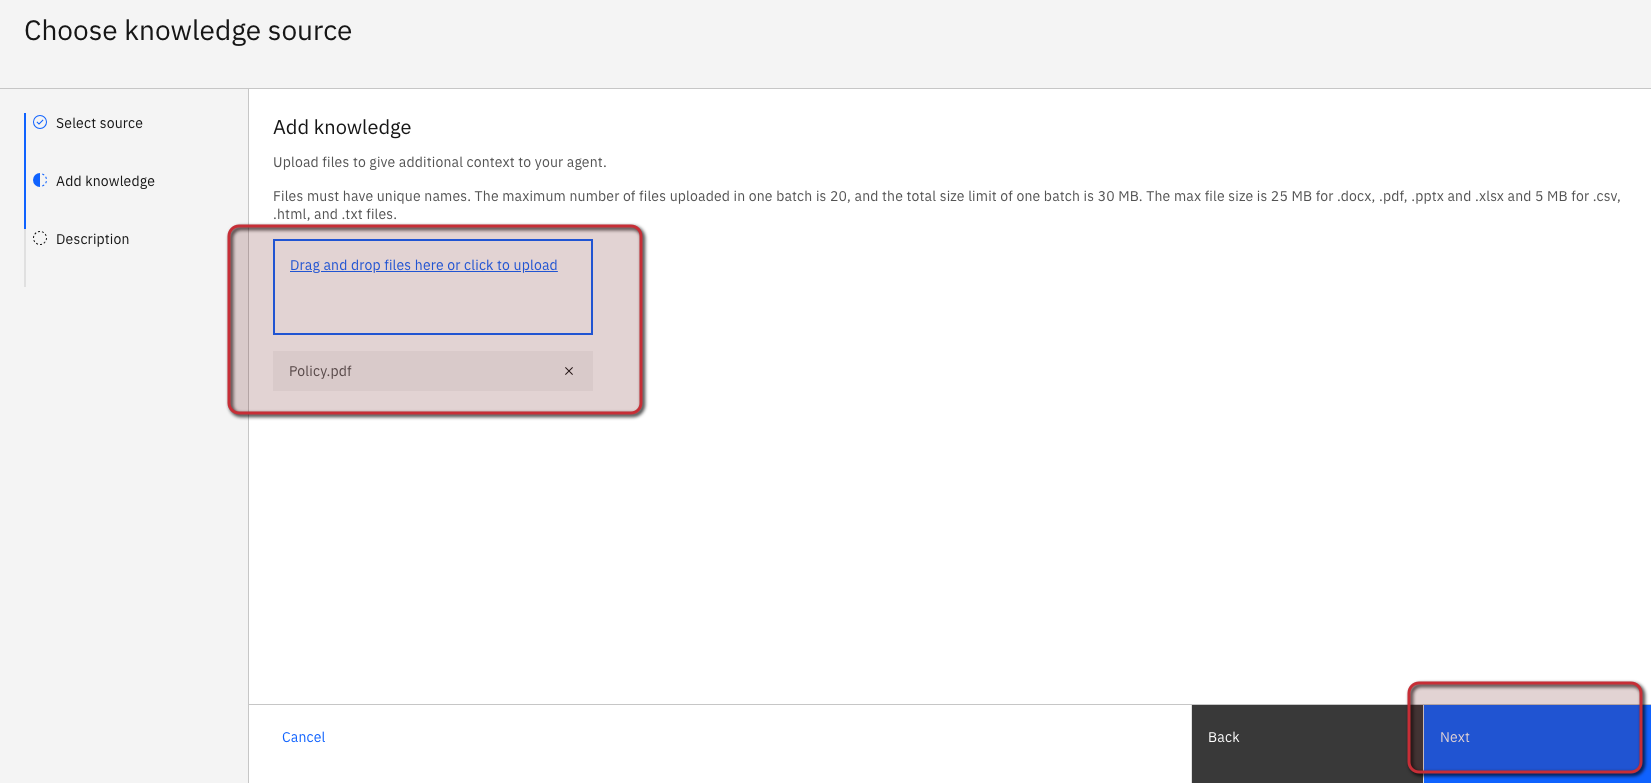 Choose knowledge source
Select source
Add knowledge
Description
Add knowledge
Upload files to give additional context to your agent.
Files must have unique names. The maximum number of files uploaded in one batch is 20, and the total size limit of one batch is 30 MB. The max file size is 25 MB for .docx, .pdf, .pptx and .xlsx and 5 MB for .csv,
.html, and .txt files.
Drag and drop files here or click to upload
Policy.pdf
Cancel
Back
Next